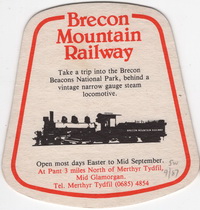 Brecon
Mountain
Railway
Take a trip into the Brecon
Beacons National Park, behind a
vintage narrow gauge steam
locomotive.
Open most days Easter to Mid September.
At Pant 3 miles North of Merthyr Tydfil,
Mid Glamorgan.
Tel. Merthyr Tydfil (0685) 4854